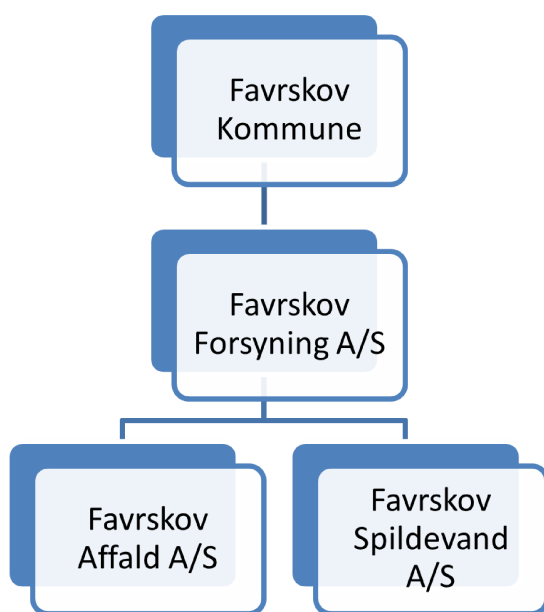 Favrskov
Kommune
Favrskov
Forsyning A/S
Favrskov
Affald A/S
Favrskov
Spildevand
A/S